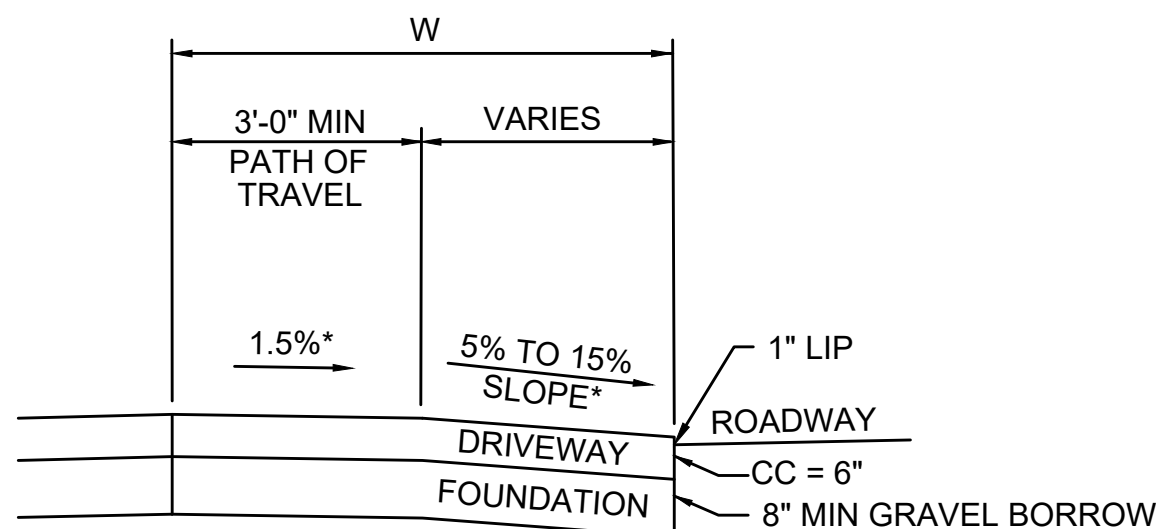 W
3'-0" MIN
PATH OF
TRAVEL
VARIES
1.5%*
5% TO 15%
SLOPE*
1" LIP
ROADWAY
DRIVEWAY
CC = 6"
FOUNDATION
8" MIN GRAVEL BORROW